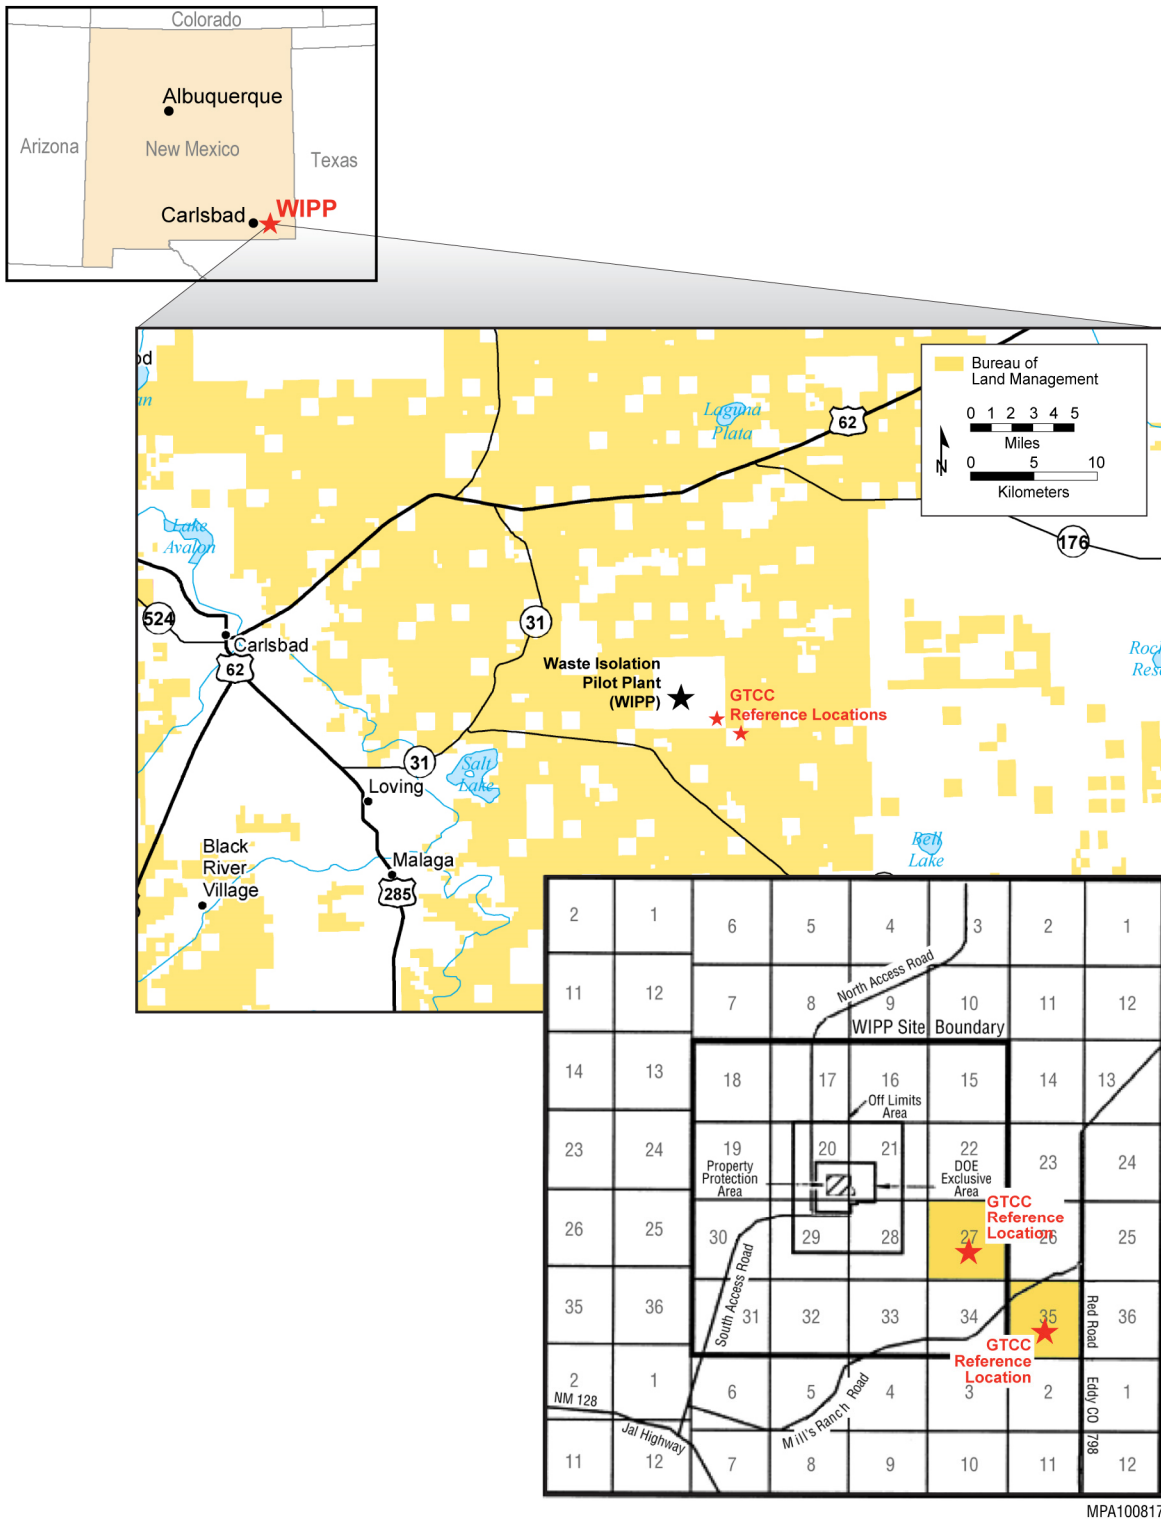 Colorado
Albuquerque
Arizona
New Mexico
Texas
Carlsbad
WIPP
Bureau of
Land Management
0 1 2 3 4 5
Miles
N
0 5 10
Kilometers
od
an
Laguna
Plata
62
Lake
Avalon
176
524
Carlsbad
31
62
Waste Isolation
Pilot Plant
(WIPP)
GTCC
Reference Locations
Roc
Res
31
Salt
Lake
Loving
Black
River
Village
Malaga
285
Bell
Lake
2 1 6 5 4 3 2 1
North Access Road
11 12 7 8 9 10 11 12
WIPP Site Boundary
14 13 18 17 16 15 14 13
Off Limits
Area
23 24 19 20 21 22 23 24
Property
Protection
Area
DOE
Exclusive
Area
GTCC
Reference
Location
26 25 30 29 28 27 26 25
South Access Road
35 36 31 32 33 34 35 36
Red Road
GTCC
Reference
Location
2 1 6 5 4 3 2 1
NM 128
Jal Highway
Mill's Ranch Road
Eddy CO 798
11 12 7 8 9 10 11 12
MPA100817